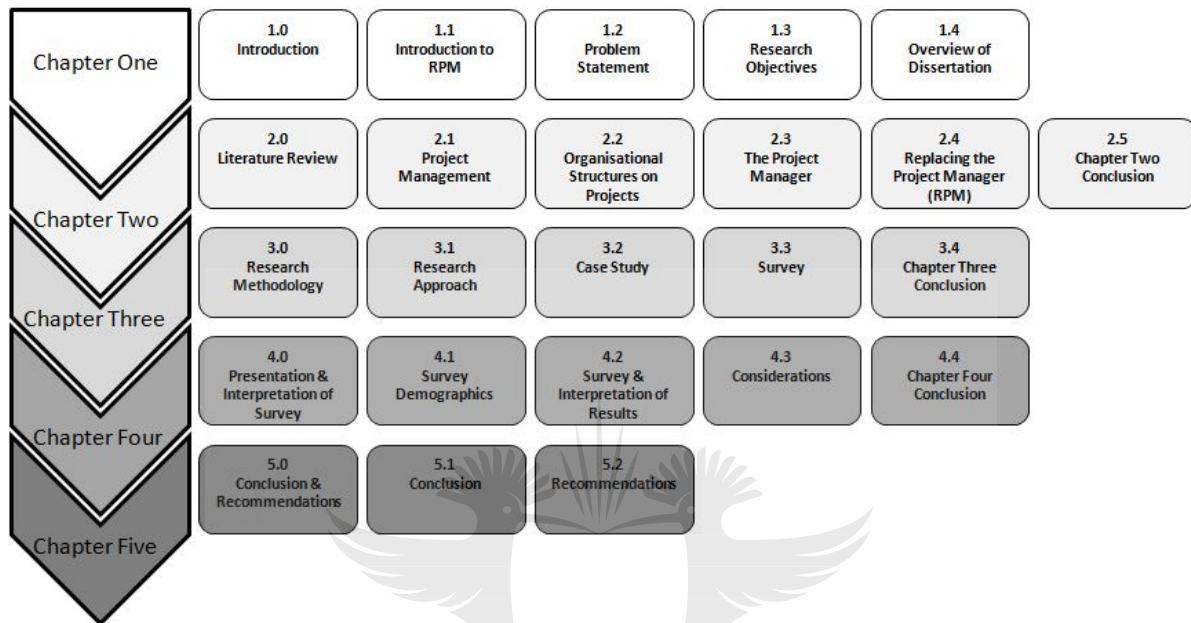 Chapter One
1.0
Introduction
1.1
Introduction to
RPM
1.2
Problem
Statement
1.3
Research
Objectives
1.4
Overview of
Dissertation
Chapter Two
2.0
Literature Review
2.1
Project
Management
2.2
Organisational
Structures on
Projects
2.3
The Project
Manager
2.4
Replacing the
Project Manager
(RPM)
2.5
Chapter Two
Conclusion
Chapter Three
3.0
Research
Methodology
3.1
Research
Approach
3.2
Case Study
3.3
Survey
3.4
Chapter Three
Conclusion
Chapter Four
4.0
Presentation &
Interpretation of
Survey
4.1
Survey
Demographics
4.2
Survey &
Interpretation of
Results
4.3
Considerations
4.4
Chapter Four
Conclusion
Chapter Five
5.0
Conclusion &
Recommendations
5.1
Conclusion
5.2
Recommendations